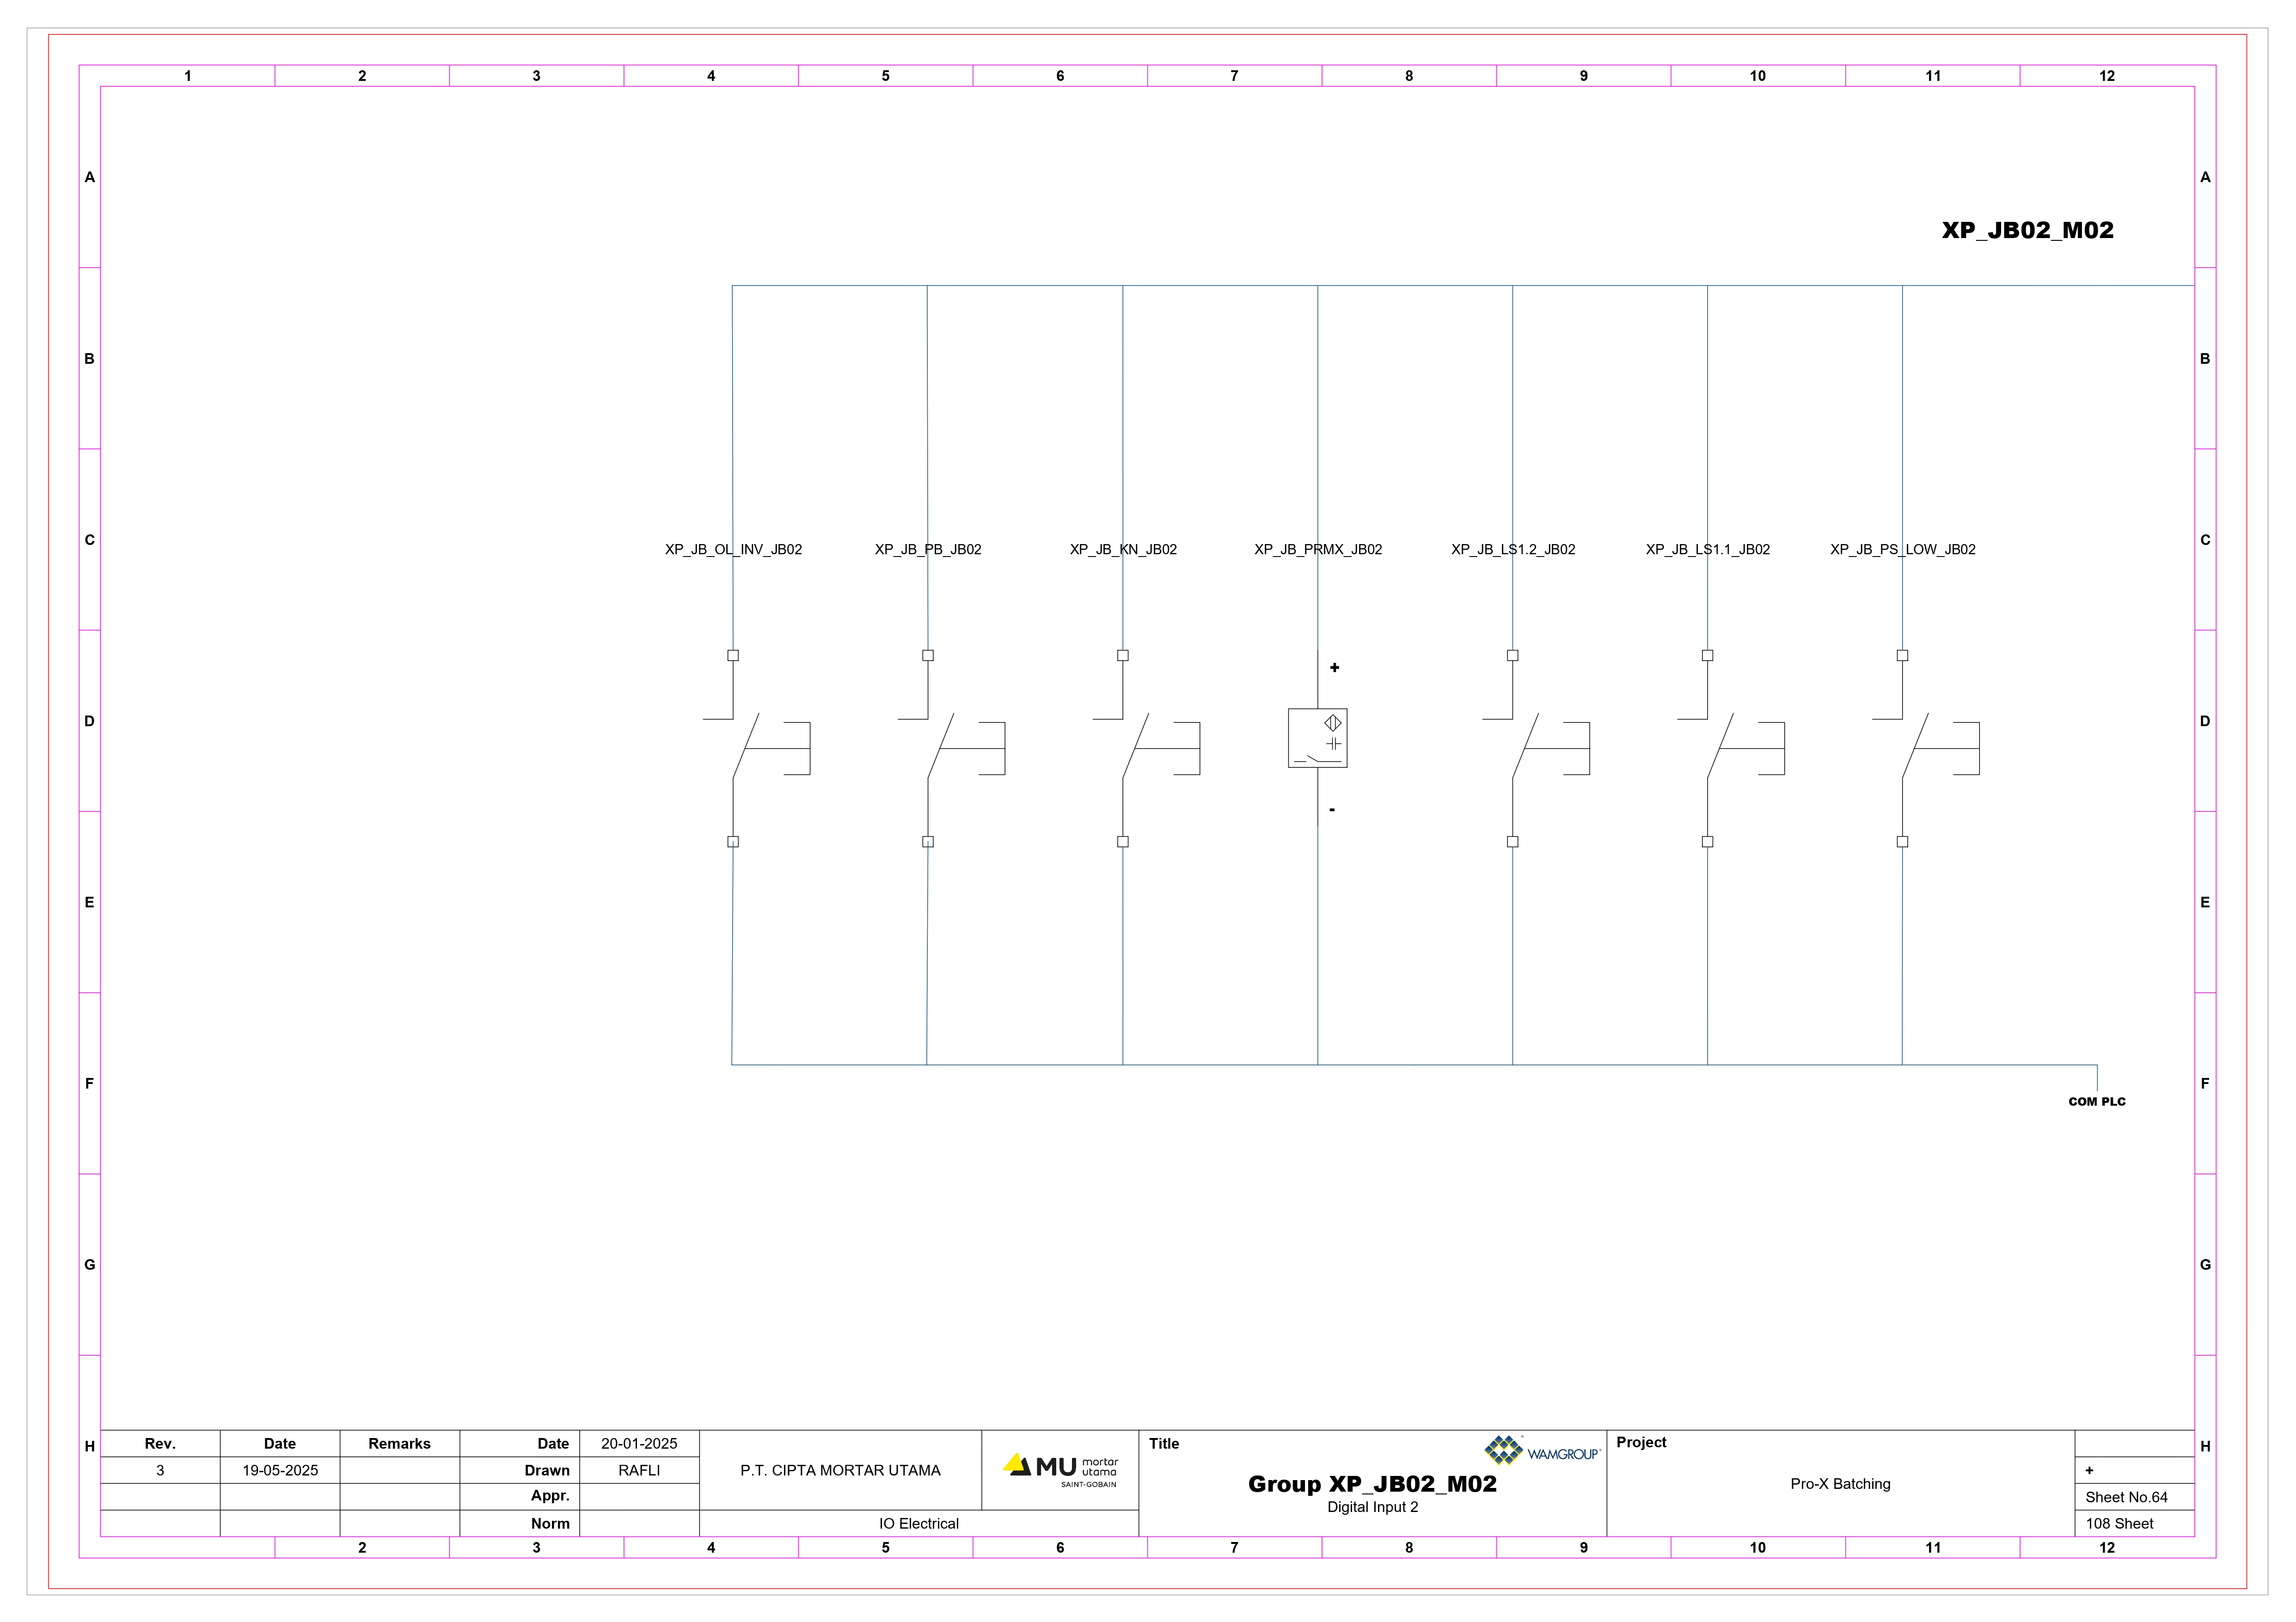 1 2 3 4 5 6 7 8 9 10 11 12
A A
XP_JB02_M02
B B
C C
XP_JB_OL_INV_JB02 XP_JB_PB_JB02 XP_JB_KN_JB02 XP_JB_PRMX_JB02 XP_JB_LS1.2_JB02 XP_JB_LS1.1_JB02 XP_JB_PS_LOW_JB02
+
D D
-
E E
F F
COM PLC
G G
H H
Rev. Date Remarks Date 20-01-2025
3 19-05-2025 Drawn RAFLI
Appr.
Norm
P.T. CIPTA MORTAR UTAMA
MU mortar
utama
SAINT-GOBAIN
IO Electrical
Title
WAMGROUP
Group XP_JB02_M02
Digital Input 2
Project
Pro-X Batching
+
Sheet No.64
108 Sheet
2 3 4 5 6 7 8 9 10 11 12